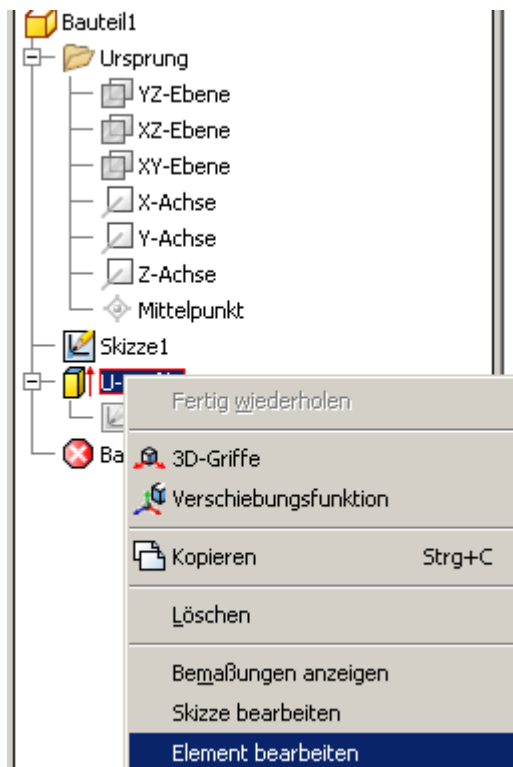 Bauteil1
Ursprung
YZ-Ebene
XZ-Ebene
XY-Ebene
X-Achse
Y-Achse
Z-Achse
Mittelpunkt
Skizze1
Fertig wiederholen
3D-Griffe
Verschiebungsfunktion
Kopieren Strg+C
Löschen
Bemaßungen anzeigen
Skizze bearbeiten
Element bearbeiten